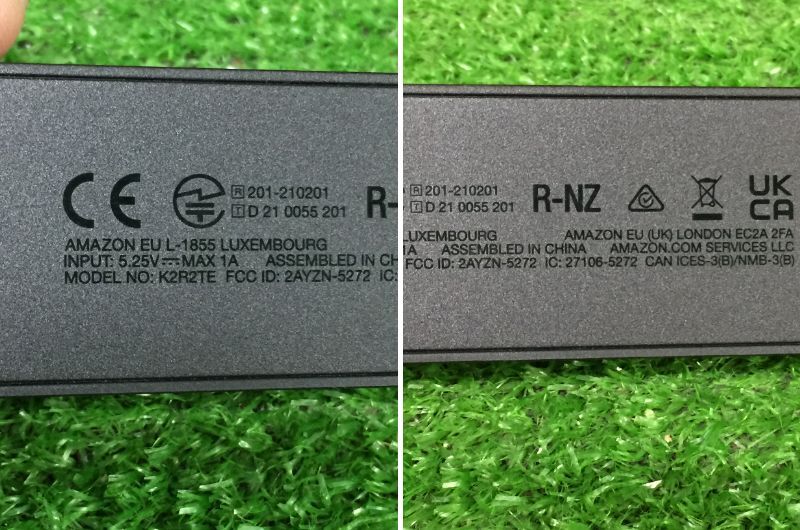 CE R 201-210201 R-
T D 21 0055 201
AMAZON EU L-1855 LUXEMBOURG
INPUT: 5.25V⎓MAX 1A ASSEMBLED IN CH
MODEL NO: K2R2TE FCC ID: 2AYZN-5272 IC:
R 201-210201 R-NZ UK
T D 21 0055 201 CA
LUXEMBOURG AMAZON EU (UK) LONDON EC2A 2FA
1A ASSEMBLED IN CHINA AMAZON.COM SERVICES LLC
FCC ID: 2AYZN-5272 IC: 27106-5272 CAN ICES-3(B)/NMB-3(B)